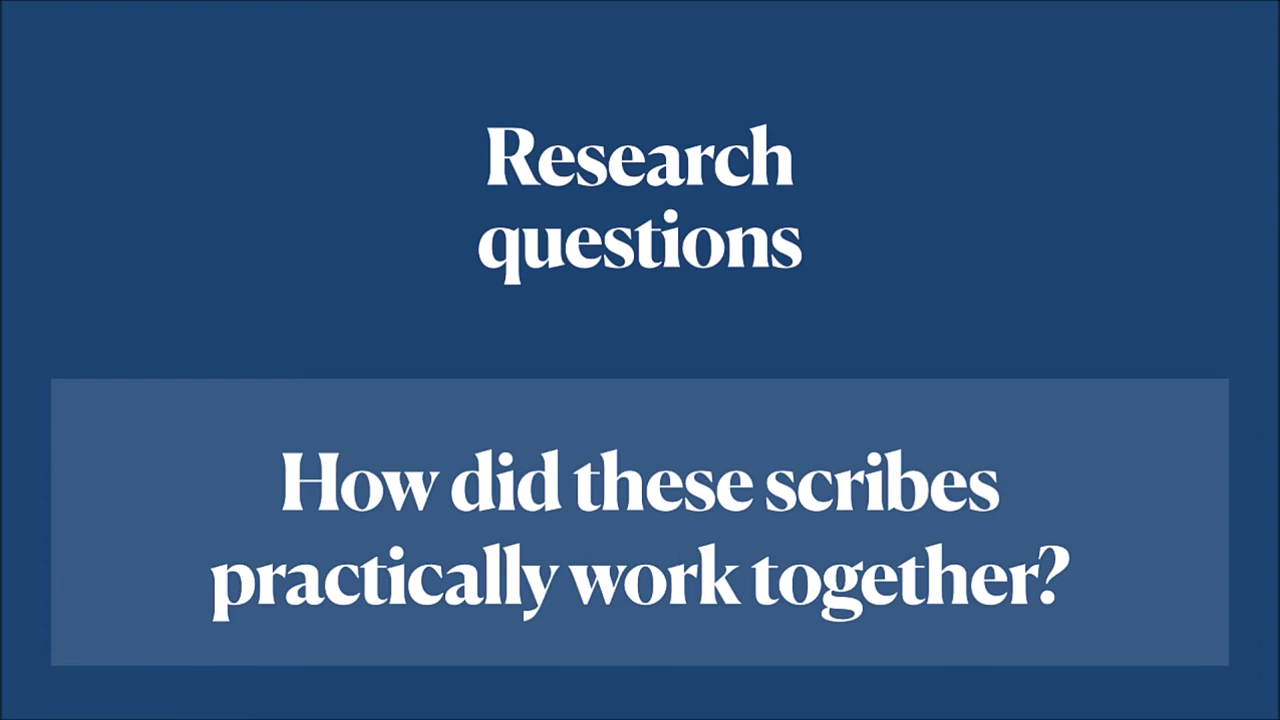 Research
questions
How did these scribes
practically work together?